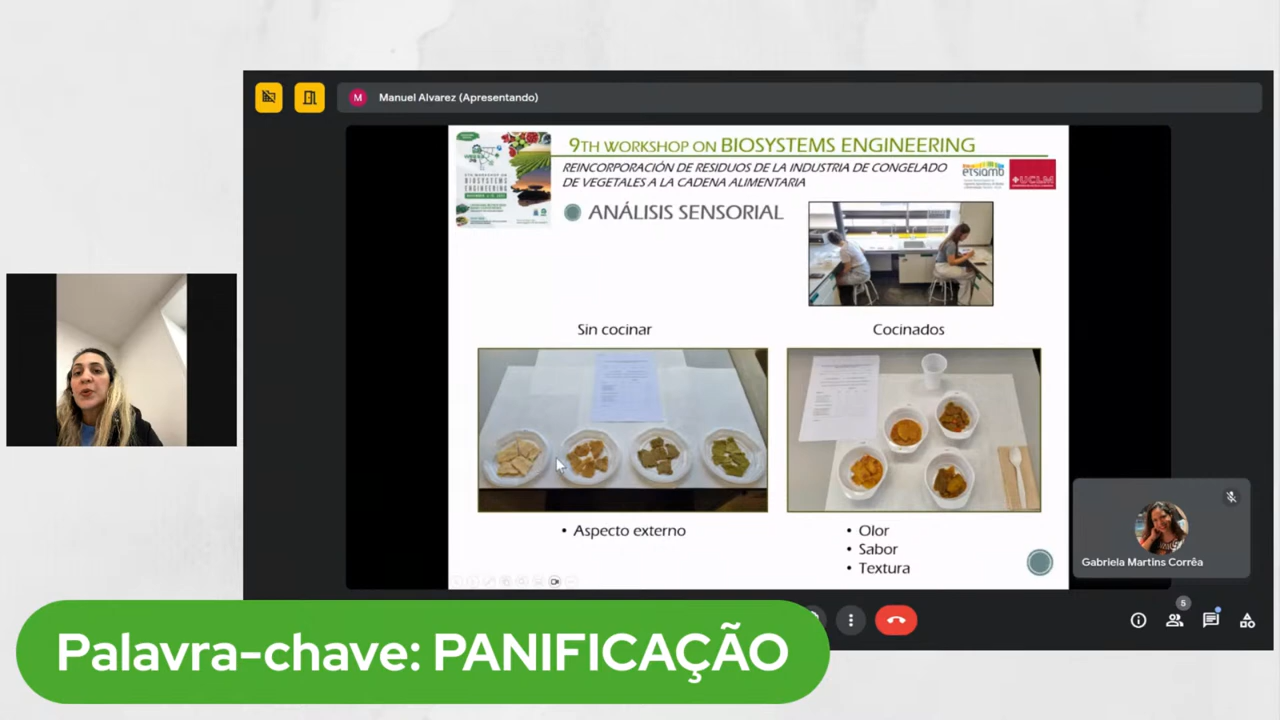 M Manuel Alvarez (Apresentando)
9TH WORKSHOP ON BIOSYSTEMS ENGINEERING
REINCORPORACIÓN DE RESIDUOS DE LA INDUSTRIA DE CONGELADO
DE VEGETALES A LA CADENA ALIMENTARIA
etsiamb
UCLM
BIOSYSTEMS
ENGINEERING
ANÁLISIS SENSORIAL
Sin cocinar
Cocinados
• Aspecto externo
• Olor
• Sabor
• Textura
Gabriela Martins Corrêa
5
Palavra-chave: PANIFICAÇÃO